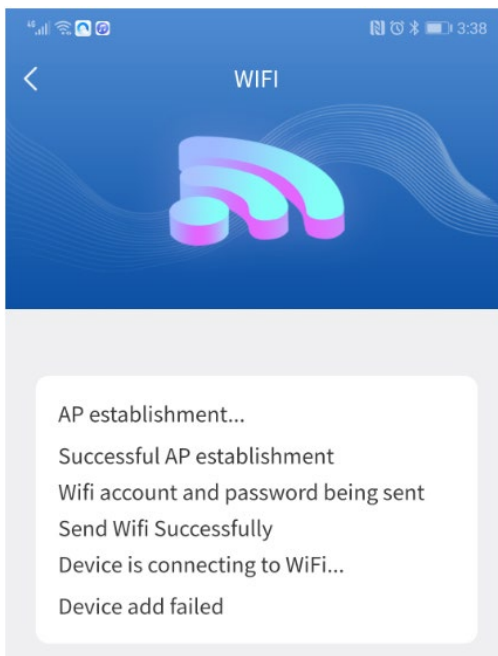 4G 3:38
WIFI
AP establishment...
Successful AP establishment
Wifi account and password being sent
Send Wifi Successfully
Device is connecting to WiFi...
Device add failed